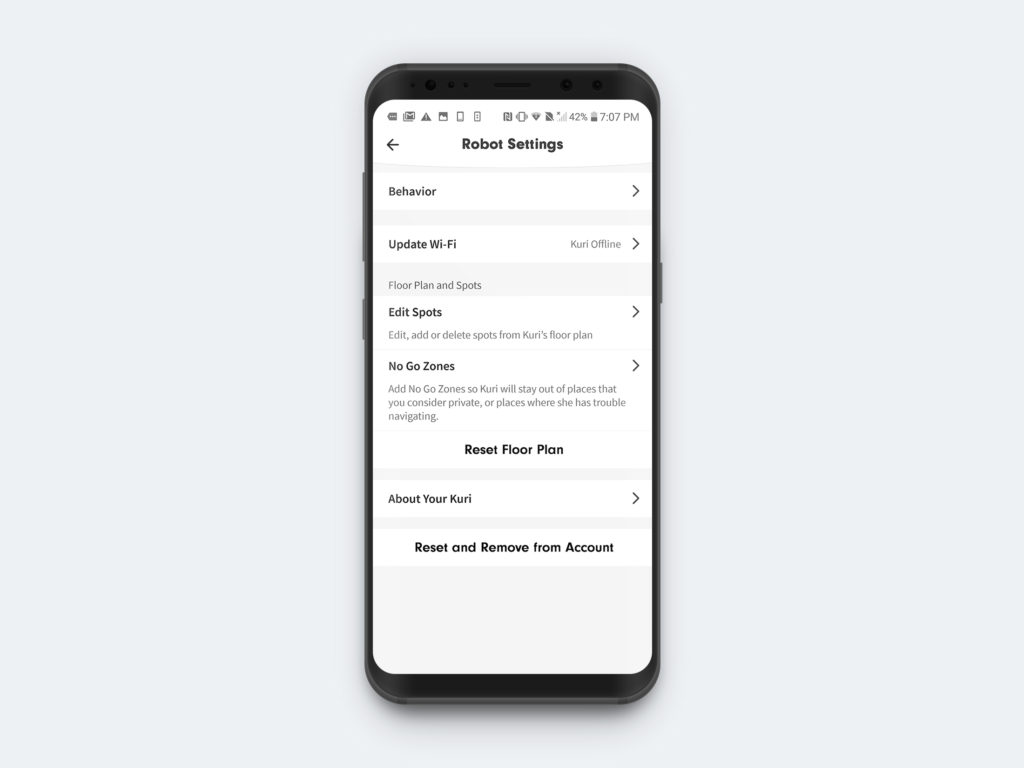 42% 7:07 PM
Robot Settings
Behavior
Update Wi-Fi Kuri Offline
Floor Plan and Spots
Edit Spots
Edit, add or delete spots from Kuri's floor plan
No Go Zones
Add No Go Zones so Kuri will stay out of places that
you consider private, or places where she has trouble
navigating.
Reset Floor Plan
About Your Kuri
Reset and Remove from Account